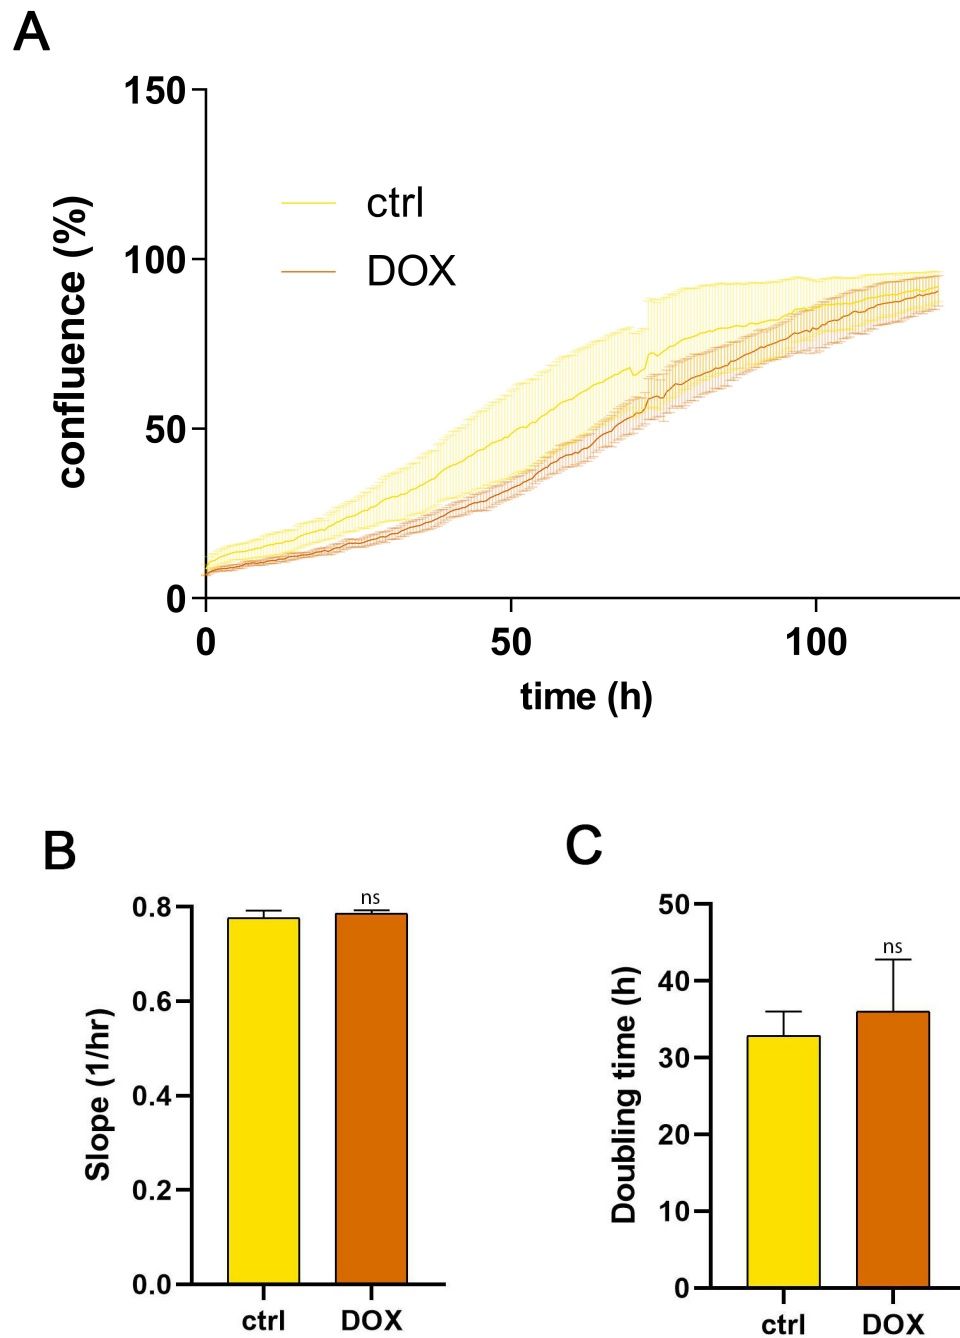 A
150
100
50
0
confluence (%)
ctrl
DOX
0 50 100
time (h)
B
0.8
0.6
0.4
0.2
0.0
Slope (1/hr)
ns
ctrl DOX
C
50
40
30
20
10
0
Doubling time (h)
ns
ctrl DOX